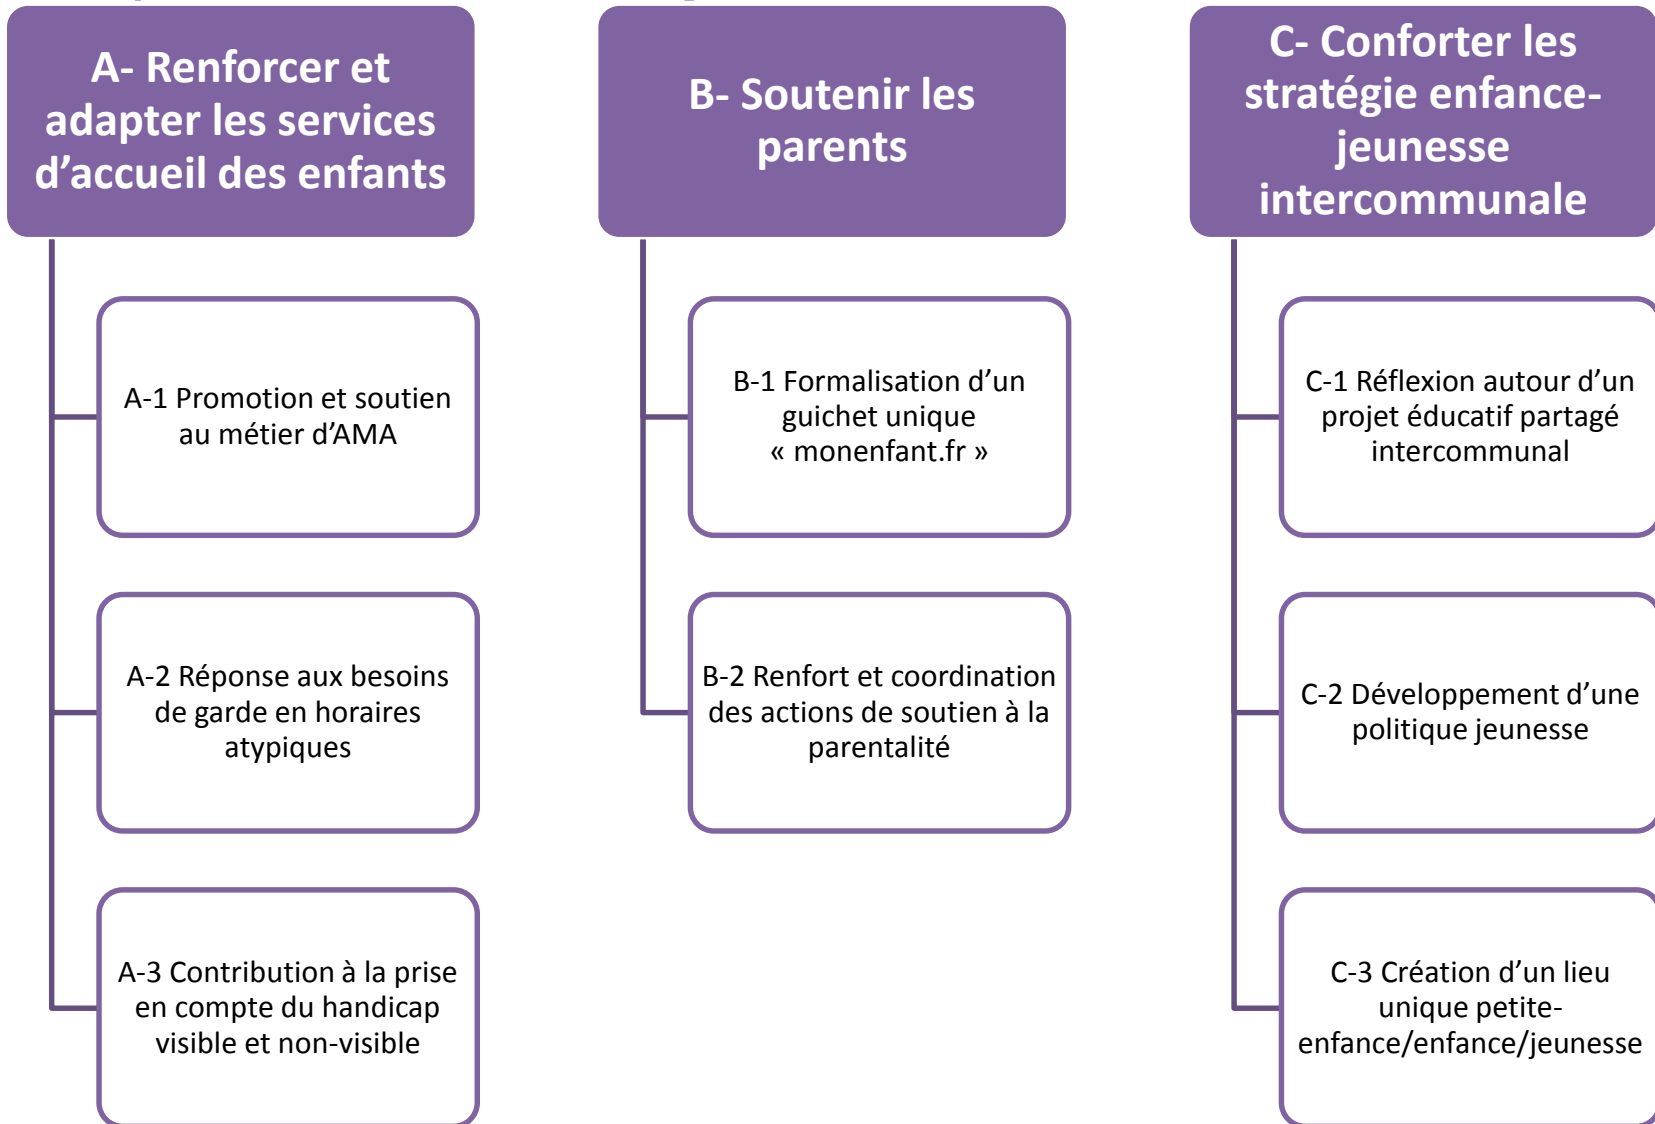 A- Renforcer et
adapter les services
d’accueil des enfants
A-1 Promotion et soutien
au métier d’AMA
A-2 Réponse aux besoins
de garde en horaires
atypiques
A-3 Contribution à la prise
en compte du handicap
visible et non-visible
B- Soutenir les
parents
B-1 Formalisation d’un
guichet unique
« monenfant.fr »
B-2 Renfort et coordination
des actions de soutien à la
parentalité
C- Conforter les
stratégie enfance-
jeunesse
intercommunale
C-1 Réflexion autour d’un
projet éducatif partagé
intercommunal
C-2 Développement d’une
politique jeunesse
C-3 Création d’un lieu
unique petite-
enfance/enfance/jeunesse